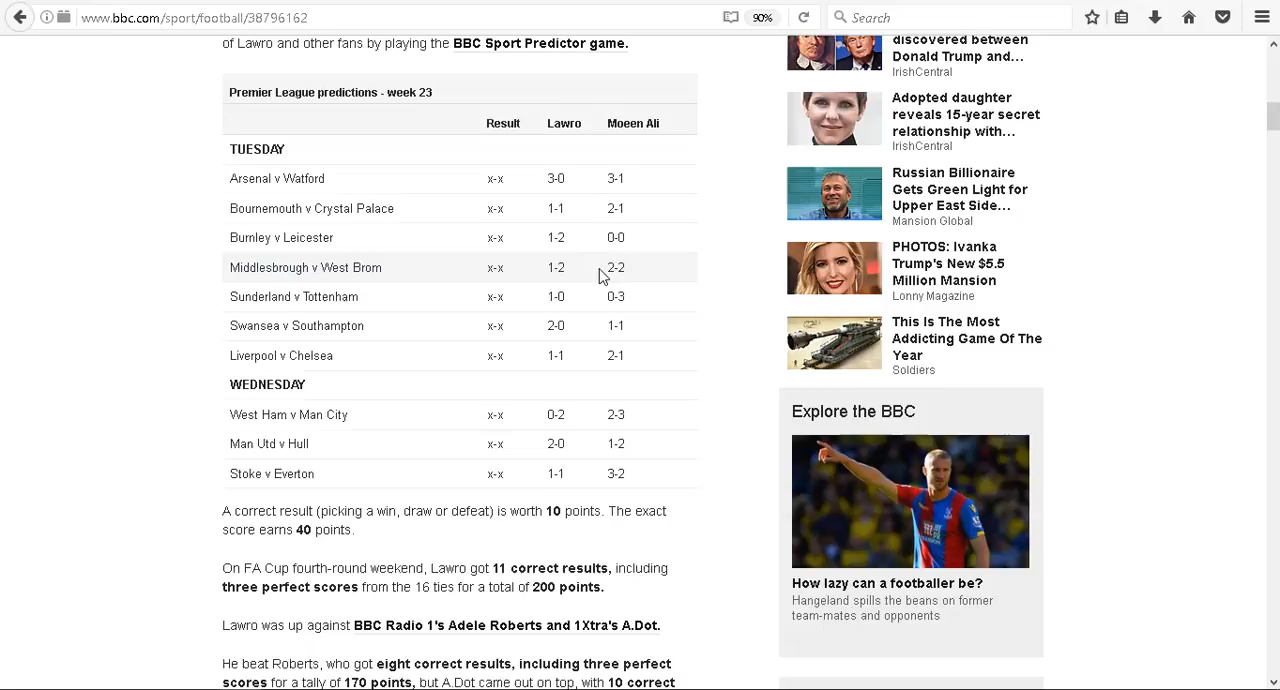 www.bbc.com/sport/football/38796162
90%
Search
of Lawro and other fans by playing the BBC Sport Predictor game.
Premier League predictions - week 23
Result Lawro Moeen Ali
TUESDAY
Arsenal v Watford x-x 3-0 3-1
Bournemouth v Crystal Palace x-x 1-1 2-1
Burnley v Leicester x-x 1-2 0-0
Middlesbrough v West Brom x-x 1-2 2-2
Sunderland v Tottenham x-x 1-0 0-3
Swansea v Southampton x-x 2-0 1-1
Liverpool v Chelsea x-x 1-1 2-1
WEDNESDAY
West Ham v Man City x-x 0-2 2-3
Man Utd v Hull x-x 2-0 1-2
Stoke v Everton x-x 1-1 3-2
A correct result (picking a win, draw or defeat) is worth 10 points. The exact
score earns 40 points.
On FA Cup fourth-round weekend, Lawro got 11 correct results, including
three perfect scores from the 16 ties for a total of 200 points.
Lawro was up against BBC Radio 1's Adele Roberts and 1Xtra's A.Dot.
He beat Roberts, who got eight correct results, including three perfect
scores for a tally of 170 points, but A.Dot came out on top, with 10 correct
discovered between
Donald Trump and...
IrishCentral
Adopted daughter
reveals 15-year secret
relationship with...
IrishCentral
Russian Billionaire
Gets Green Light for
Upper East Side...
Mansion Global
PHOTOS: Ivanka
Trump's New $5.5
Million Mansion
Lonny Magazine
This Is The Most
Addicting Game Of The
Year
Soldiers
Explore the BBC
How lazy can a footballer be?
Hangeland spills the beans on former
team-mates and opponents